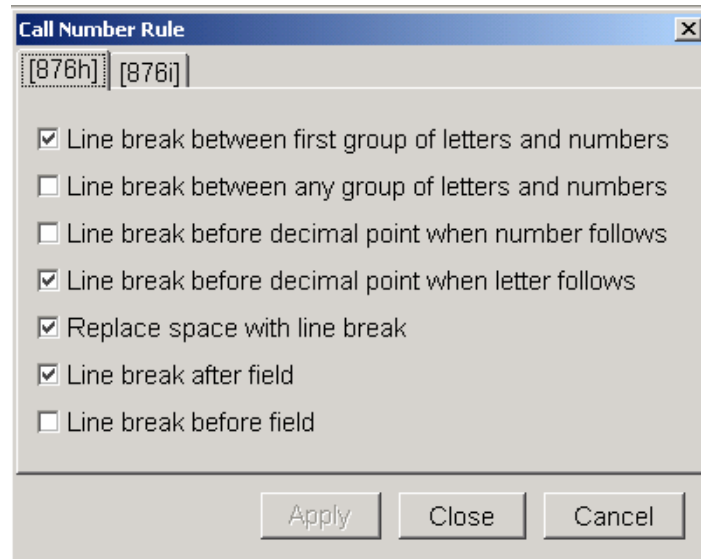 Call Number Rule
[876h] [876i]
Line break between first group of letters and numbers
Line break between any group of letters and numbers
Line break before decimal point when number follows
Line break before decimal point when letter follows
Replace space with line break
Line break after field
Line break before field
Apply Close Cancel